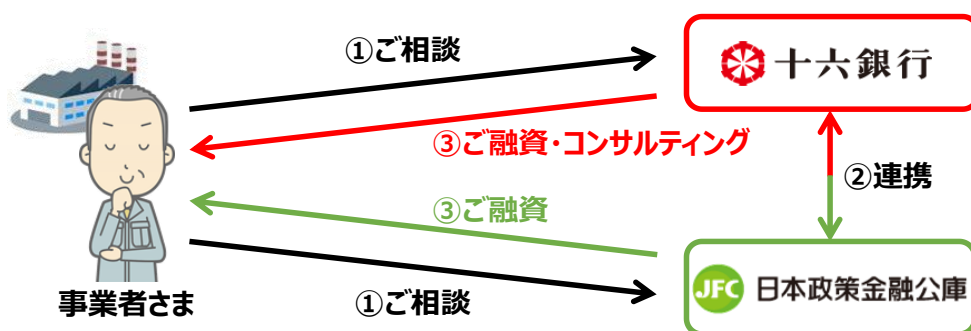 ①ご相談
十六銀行
③ご融資・コンサルティング
②連携
③ご融資
JFC 日本政策金融公庫
事業者さま
①ご相談